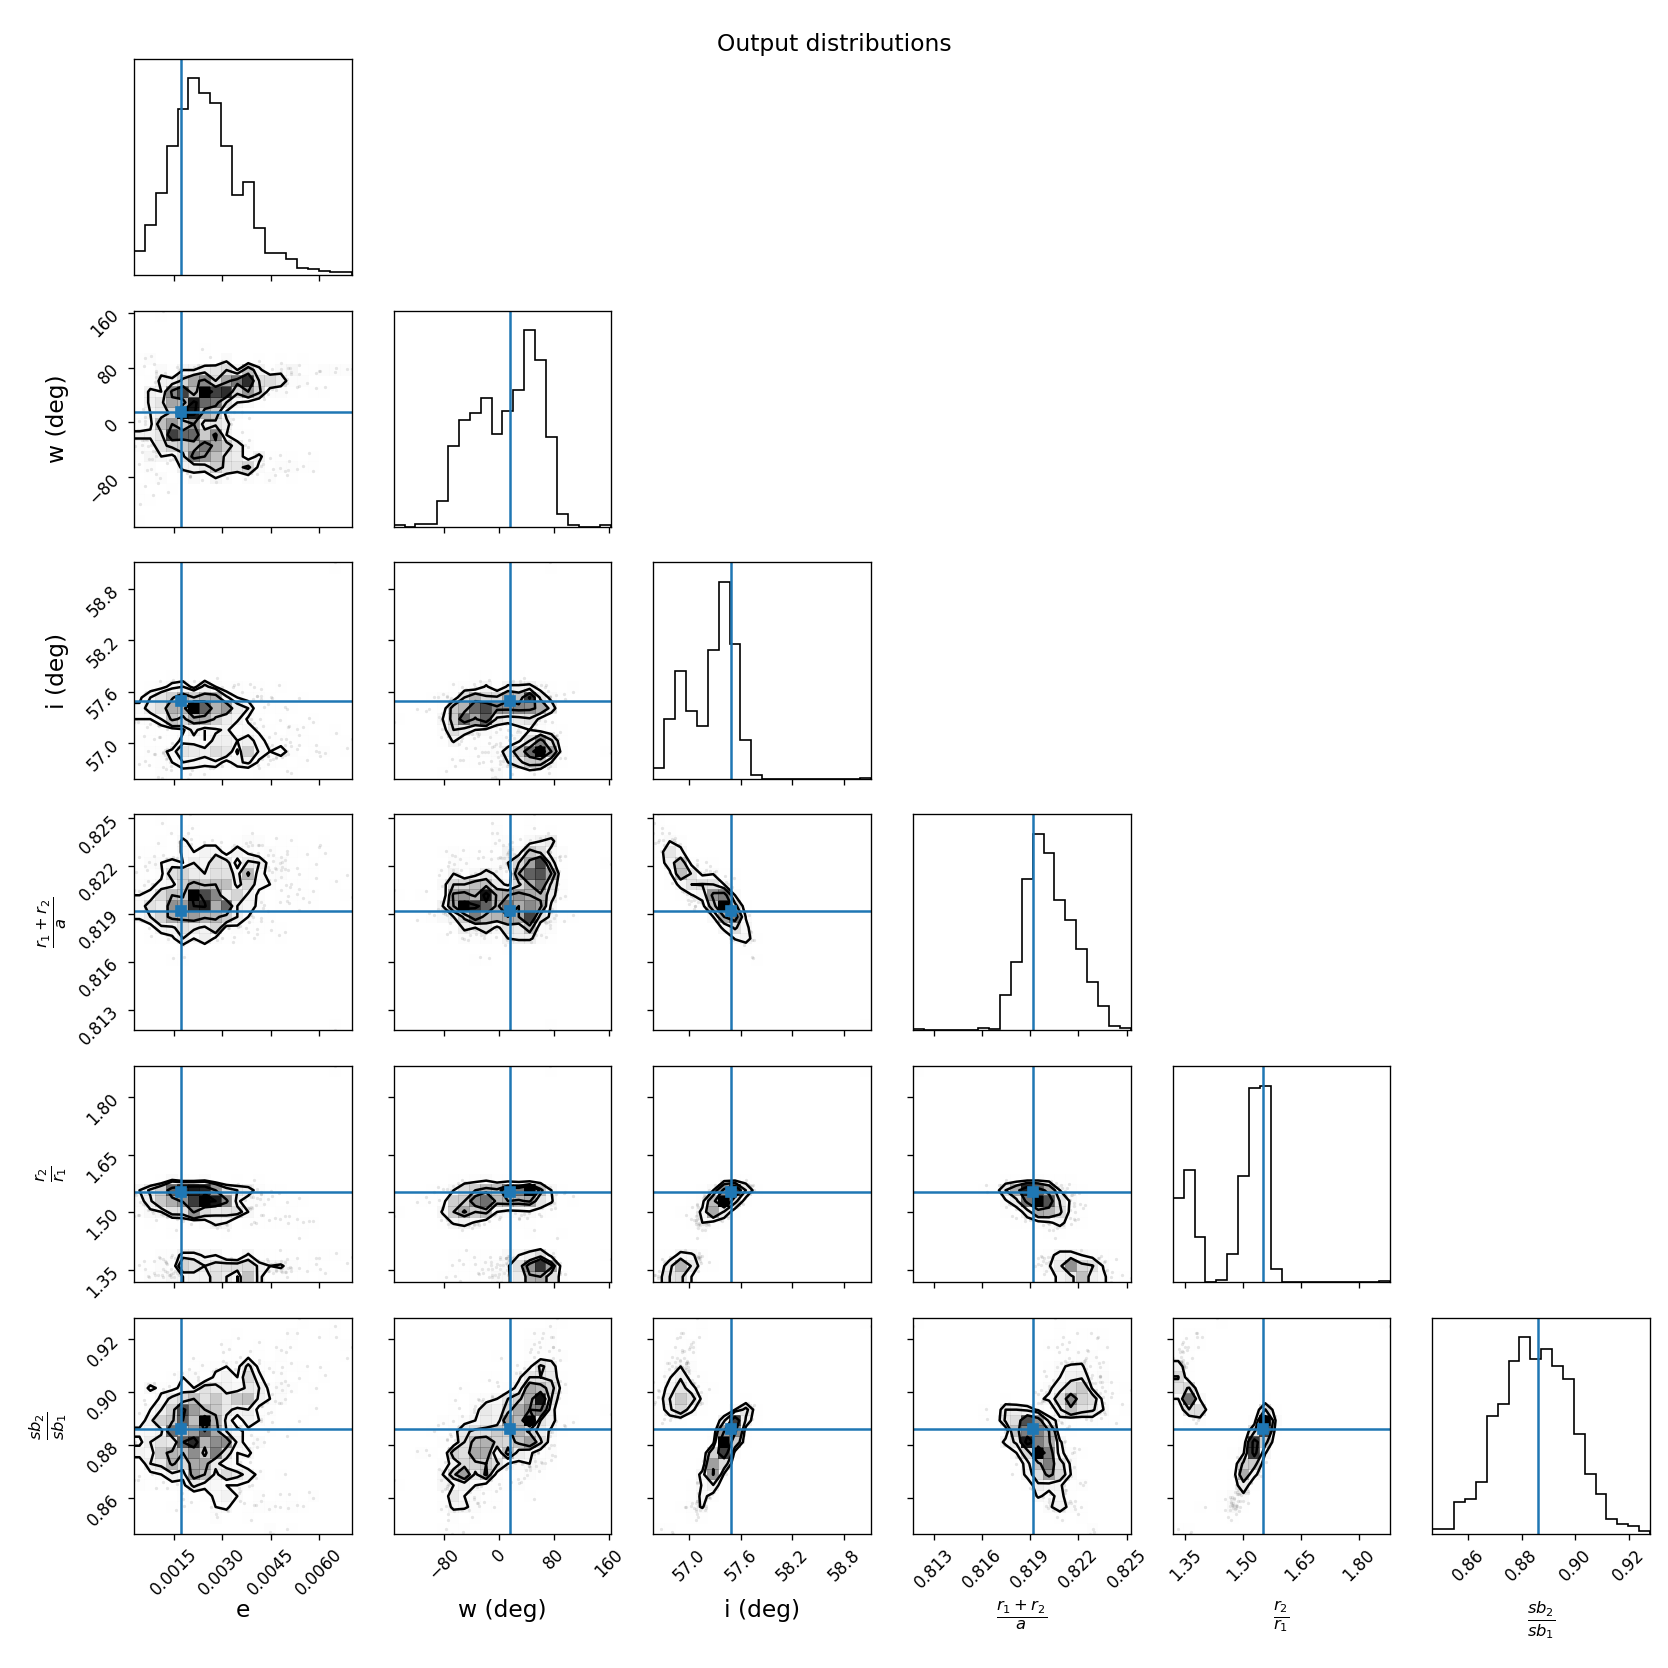 Output distributions
w (deg)
160
80
0
−80
i (deg)
58.8
58.2
57.6
57.0
r₁ + r₂ / a
0.825
0.822
0.819
0.816
0.813
r₂ / r₁
1.80
1.65
1.50
1.35
sb₂ / sb₁
0.92
0.90
0.88
0.86
0.0015 0.0030 0.0045 0.0060
−80 0 80 160
57.0 57.6 58.2 58.8
0.813 0.816 0.819 0.822 0.825
1.35 1.50 1.65 1.80
0.86 0.88 0.90 0.92
e
w (deg)
i (deg)
r₁ + r₂ / a
r₂ / r₁
sb₂ / sb₁